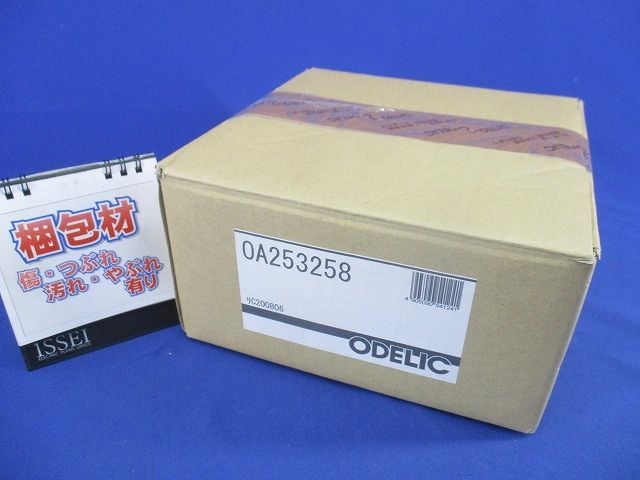 梱包材
傷・つぶれ
汚れ・やぶれ
有り
ISSEI
OA253258
ODELIC